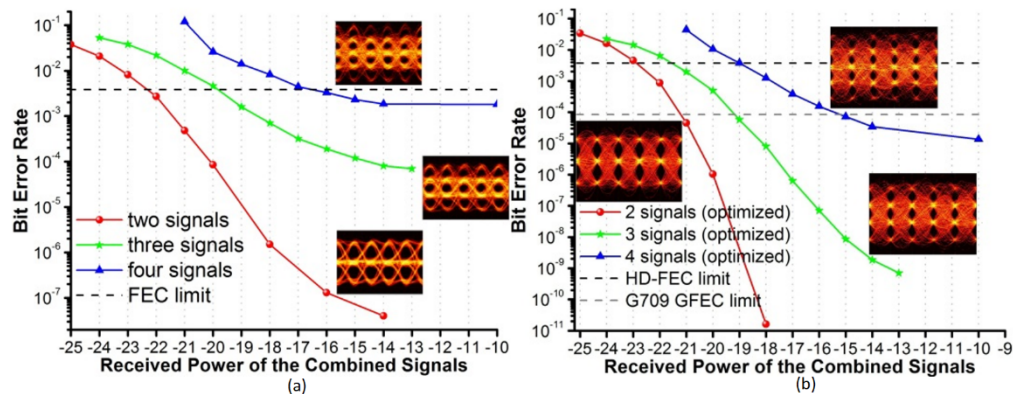 10⁻¹
10⁻²
10⁻³
10⁻⁴
10⁻⁵
10⁻⁶
10⁻⁷
Bit Error Rate
two signals
three signals
four signals
FEC limit
-25 -24 -23 -22 -21 -20 -19 -18 -17 -16 -15 -14 -13 -12 -11 -10
Received Power of the Combined Signals
(a)
10⁻¹
10⁻²
10⁻³
10⁻⁴
10⁻⁵
10⁻⁶
10⁻⁷
10⁻⁸
10⁻⁹
10⁻¹⁰
10⁻¹¹
Bit Error Rate
2 signals (optimized)
3 signals (optimized)
4 signals (optimized)
HD-FEC limit
G709 GFEC limit
-25 -24 -23 -22 -21 -20 -19 -18 -17 -16 -15 -14 -13 -12 -11 -10 -9
Received Power of the Combined Signals
(b)